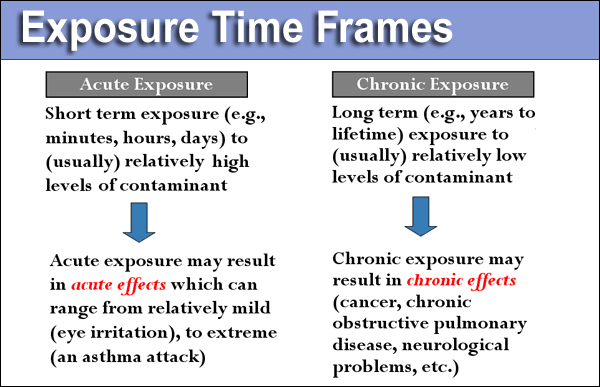 Exposure Time Frames
Acute Exposure
Short term exposure (e.g.,
minutes, hours, days) to
(usually) relatively high
levels of contaminant
Acute exposure may result
in acute effects which can
range from relatively mild
(eye irritation), to extreme
(an asthma attack)
Chronic Exposure
Long term (e.g., years to
lifetime) exposure to
(usually) relatively low
levels of contaminant
Chronic exposure may
result in chronic effects
(cancer, chronic
obstructive pulmonary
disease, neurological
problems, etc.)